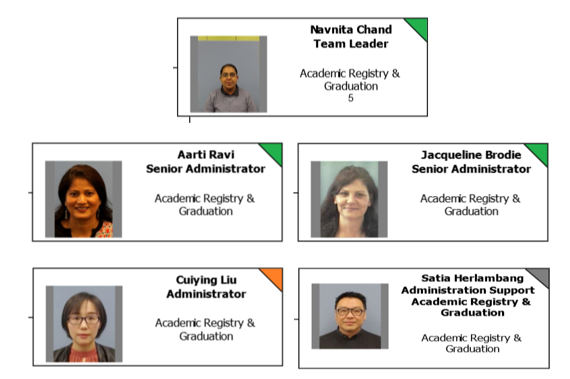 Navnita Chand
Team Leader
Academic Registry &
Graduation
5
Aarti Ravi
Senior Administrator
Academic Registry &
Graduation
Jacqueline Brodie
Senior Administrator
Academic Registry &
Graduation
Cuiying Liu
Administrator
Academic Registry &
Graduation
Satia Herlambang
Administration Support
Academic Registry &
Graduation
Academic Registry &
Graduation